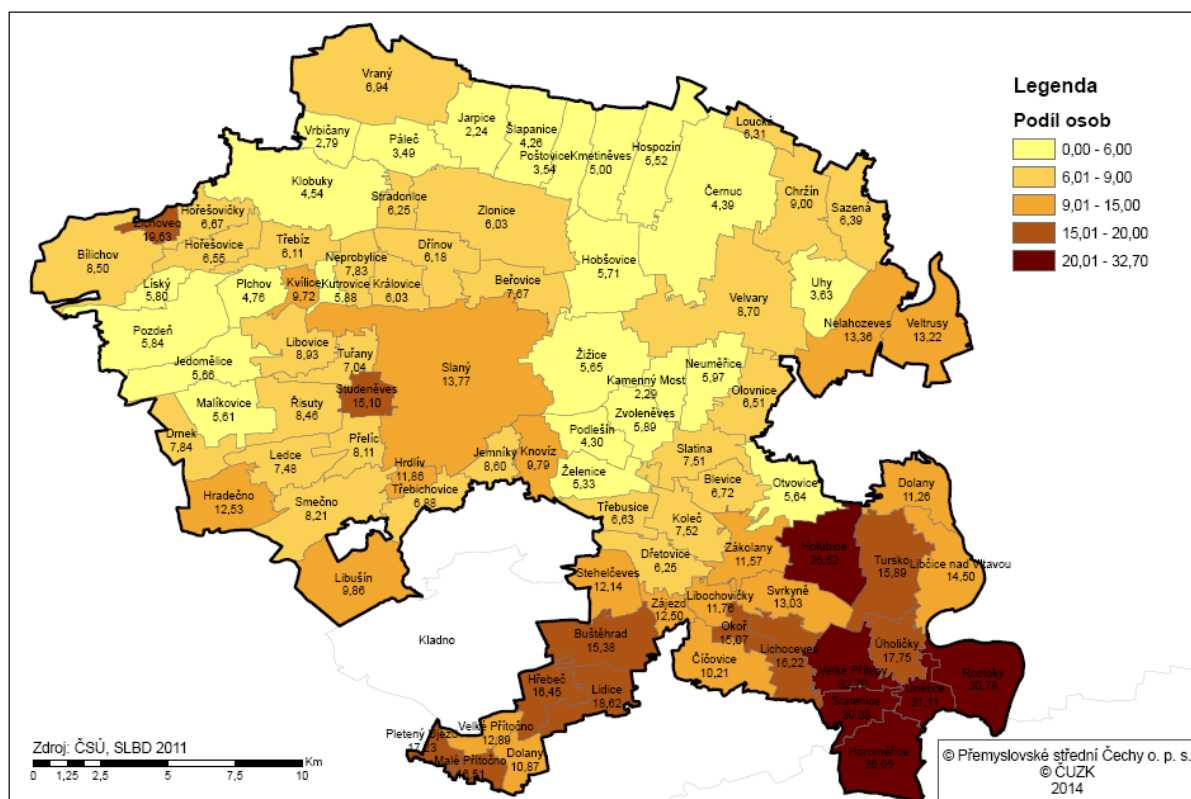 Vraný
6,94
Legenda
Podíl osob
0,00 - 6,00
6,01 - 9,00
9,01 - 15,00
15,01 - 20,00
20,01 - 32,70
Jarpice
2,24
Šlapanice
4,26
Loucká
6,31
Vrbičany
2,79
Páleč
3,49
Poštovice
3,54
Kmetiněves
5,00
Hospozín
5,52
Klobuky
4,54
Stradonice
6,25
Černuc
4,39
Chržín
9,00
Sazená
6,39
Hořešovičky
6,67
Žichovec
19,63
Zlonice
6,03
Bílichov
8,50
Hořešovice
6,55
Třebíz
6,11
Dřínov
6,18
Neprobylice
7,83
Hobšovice
5,71
Líský
5,80
Plchov
4,76
Kvílice
9,72
Kutrovice
5,88
Královice
6,03
Beřovice
7,67
Uhy
3,63
Velvary
8,70
Nelahozeves
13,36
Veltrusy
13,22
Pozdeň
5,84
Libovice
8,93
Tuřany
7,04
Slaný
13,77
Žižice
5,65
Neuměřice
5,97
Jedomělice
5,66
Kamenný Most
2,29
Malíkovice
5,61
Řisuty
8,46
Studeněves
15,10
Olovnice
6,51
Zvoleněves
5,89
Podlešín
4,30
Drnek
7,84
Přelíc
8,11
Ledce
7,48
Jemníky
8,60
Knovíz
9,79
Slatina
7,51
Hrdlív
11,86
Želenice
5,33
Blevice
6,72
Otvovice
5,64
Dolany
11,26
Hradečno
12,53
Smečno
8,21
Třebichovice
6,88
Třebusice
6,63
Koleč
7,52
Zákolany
11,57
Holubice
25,52
Tursko
15,89
Libčice nad Vltavou
14,50
Dřetovice
6,25
Libušín
9,86
Stehelčeves
12,14
Zájezd
12,50
Libochovičky
11,76
Svrkyně
13,03
Kladno
Buštěhrad
15,38
Okoř
15,07
Lichoceves
16,22
Úholičky
17,75
Číčovice
10,21
Velké Přílepy
32,70
Roztoky
30,78
Únětice
31,11
Hřebeč
16,45
Lidice
18,62
Statenice
30,09
Pletený Újezd
17,23
Velké Přítočno
12,89
Horoměřice
26,05
Malé Přítočno
Dolany
10,87
Zdroj: ČSÚ, SLBD 2011
0 1,25 2,5 5 7,5 10
Km
© Přemyslovské střední Čechy o. p. s.
© ČUZK
2014